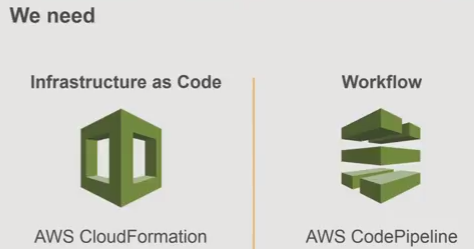 We need
Infrastructure as Code
Workflow
AWS CloudFormation
AWS CodePipeline